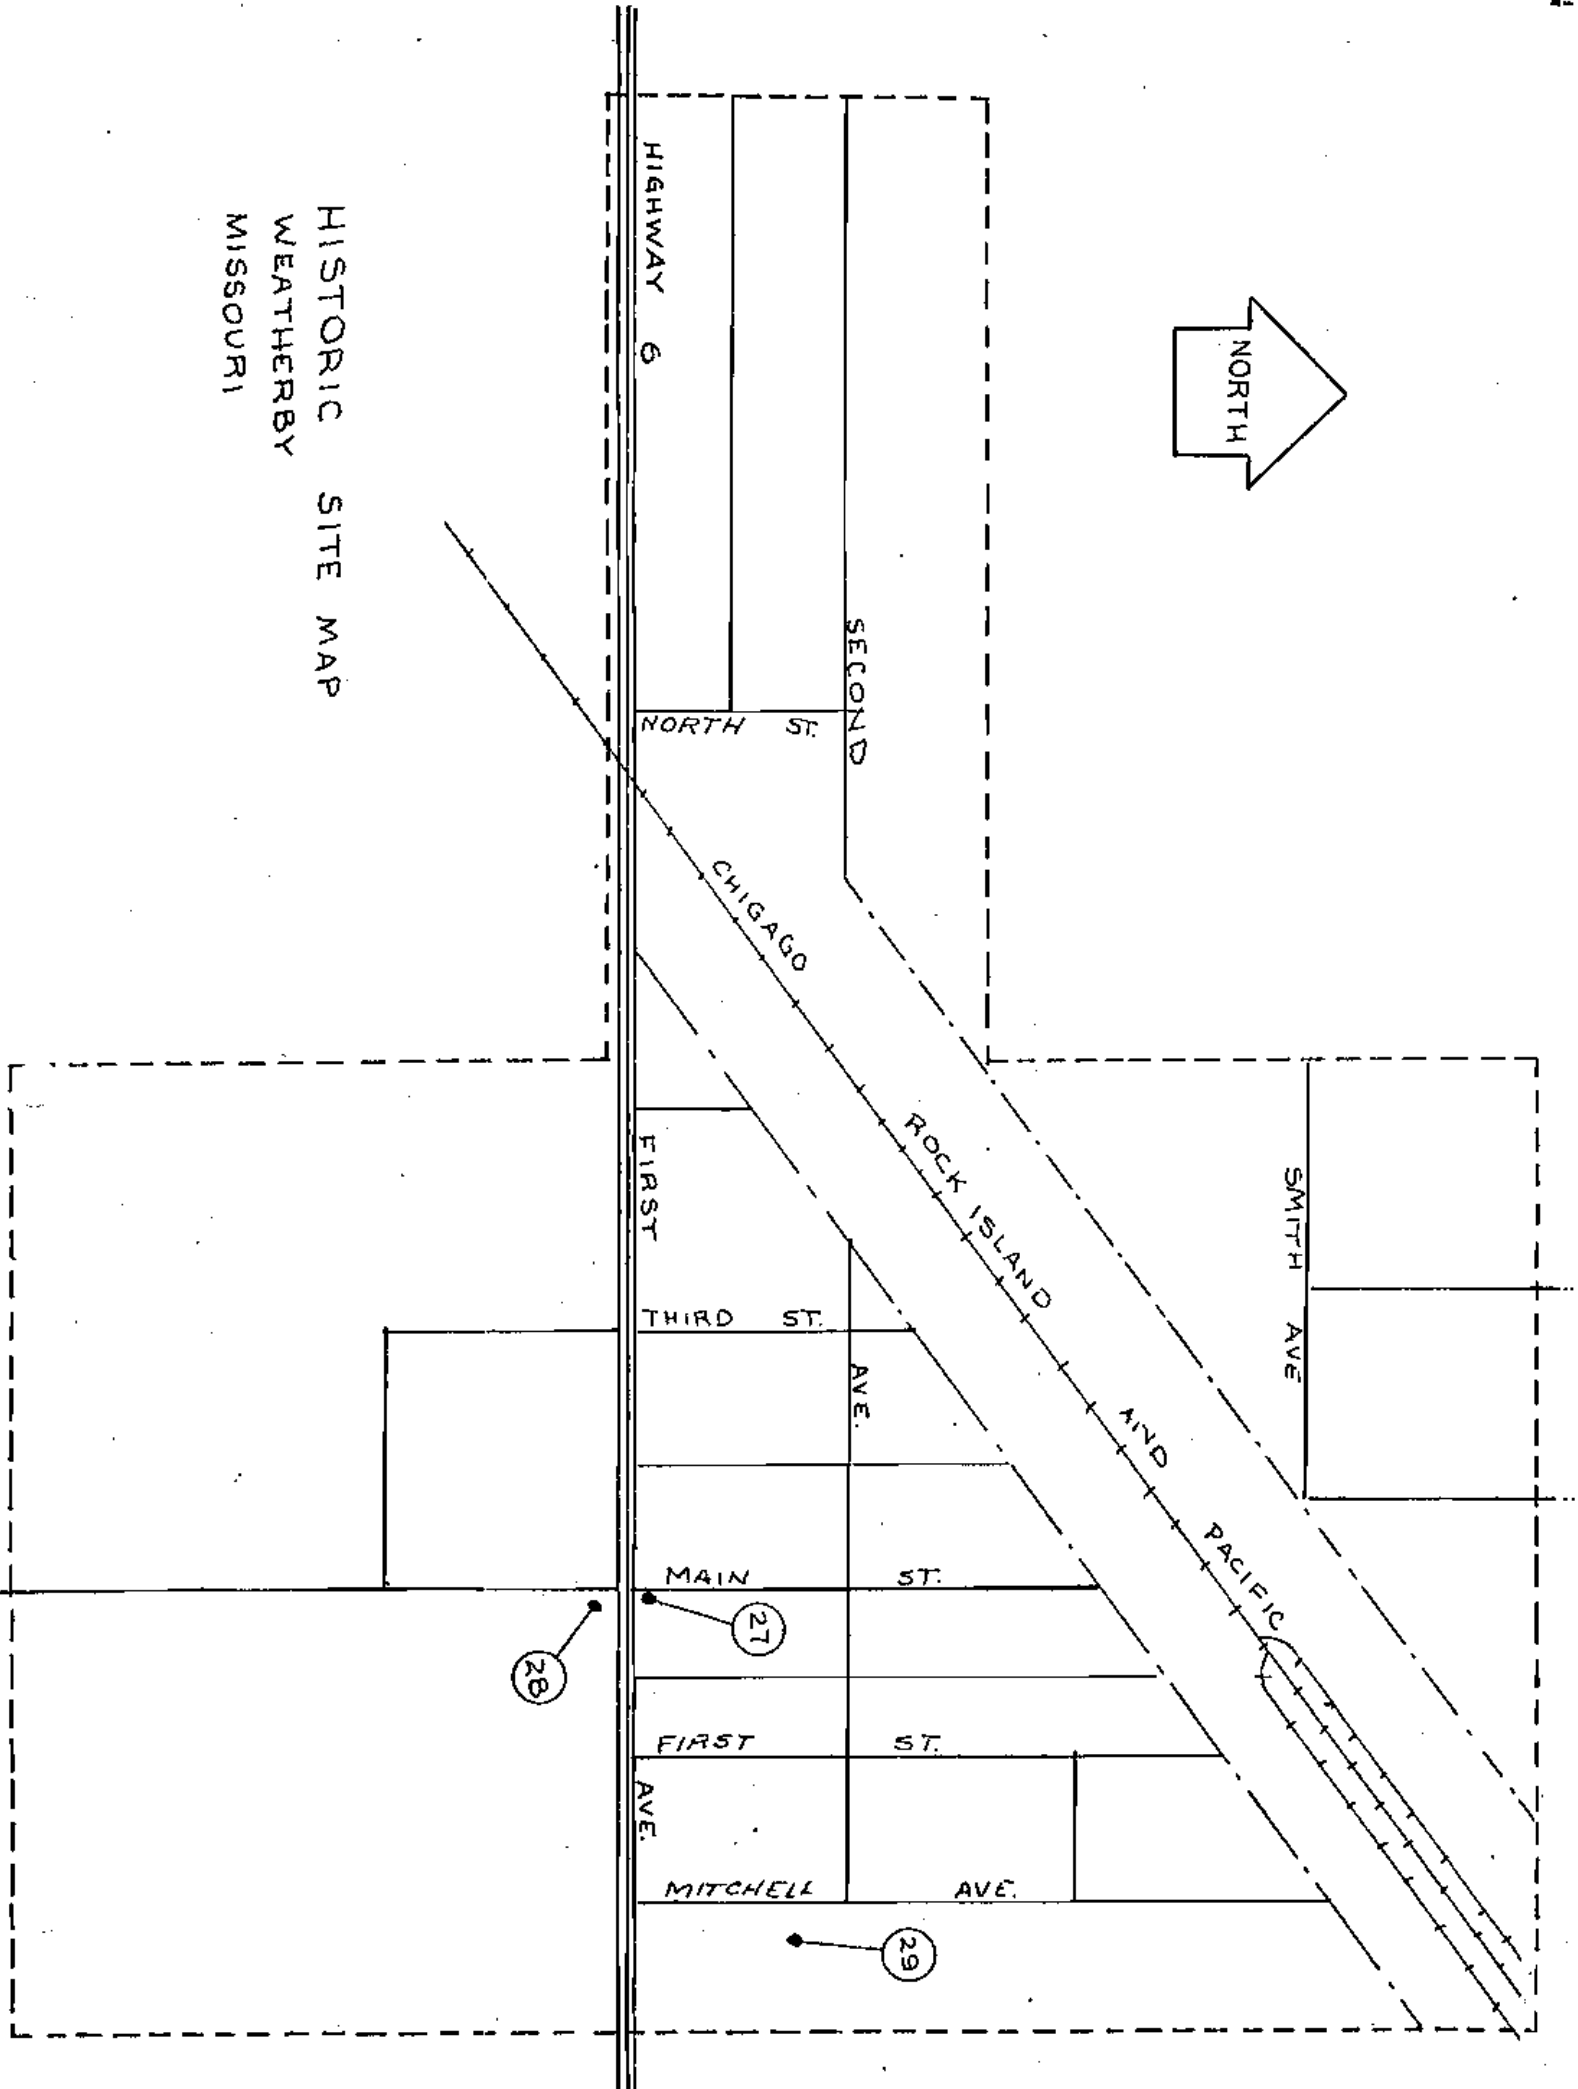 HISTORIC SITE MAP
WEATHERBY
MISSOURI
NORTH
HIGHWAY 6
SECOND
NORTH ST.
CHIGAGO ROCK ISLAND AND PACIFIC
SMITH AVE
FIRST AVE.
THIRD ST.
AVE.
MAIN ST.
27
28
FIRST ST.
MITCHELL AVE.
29